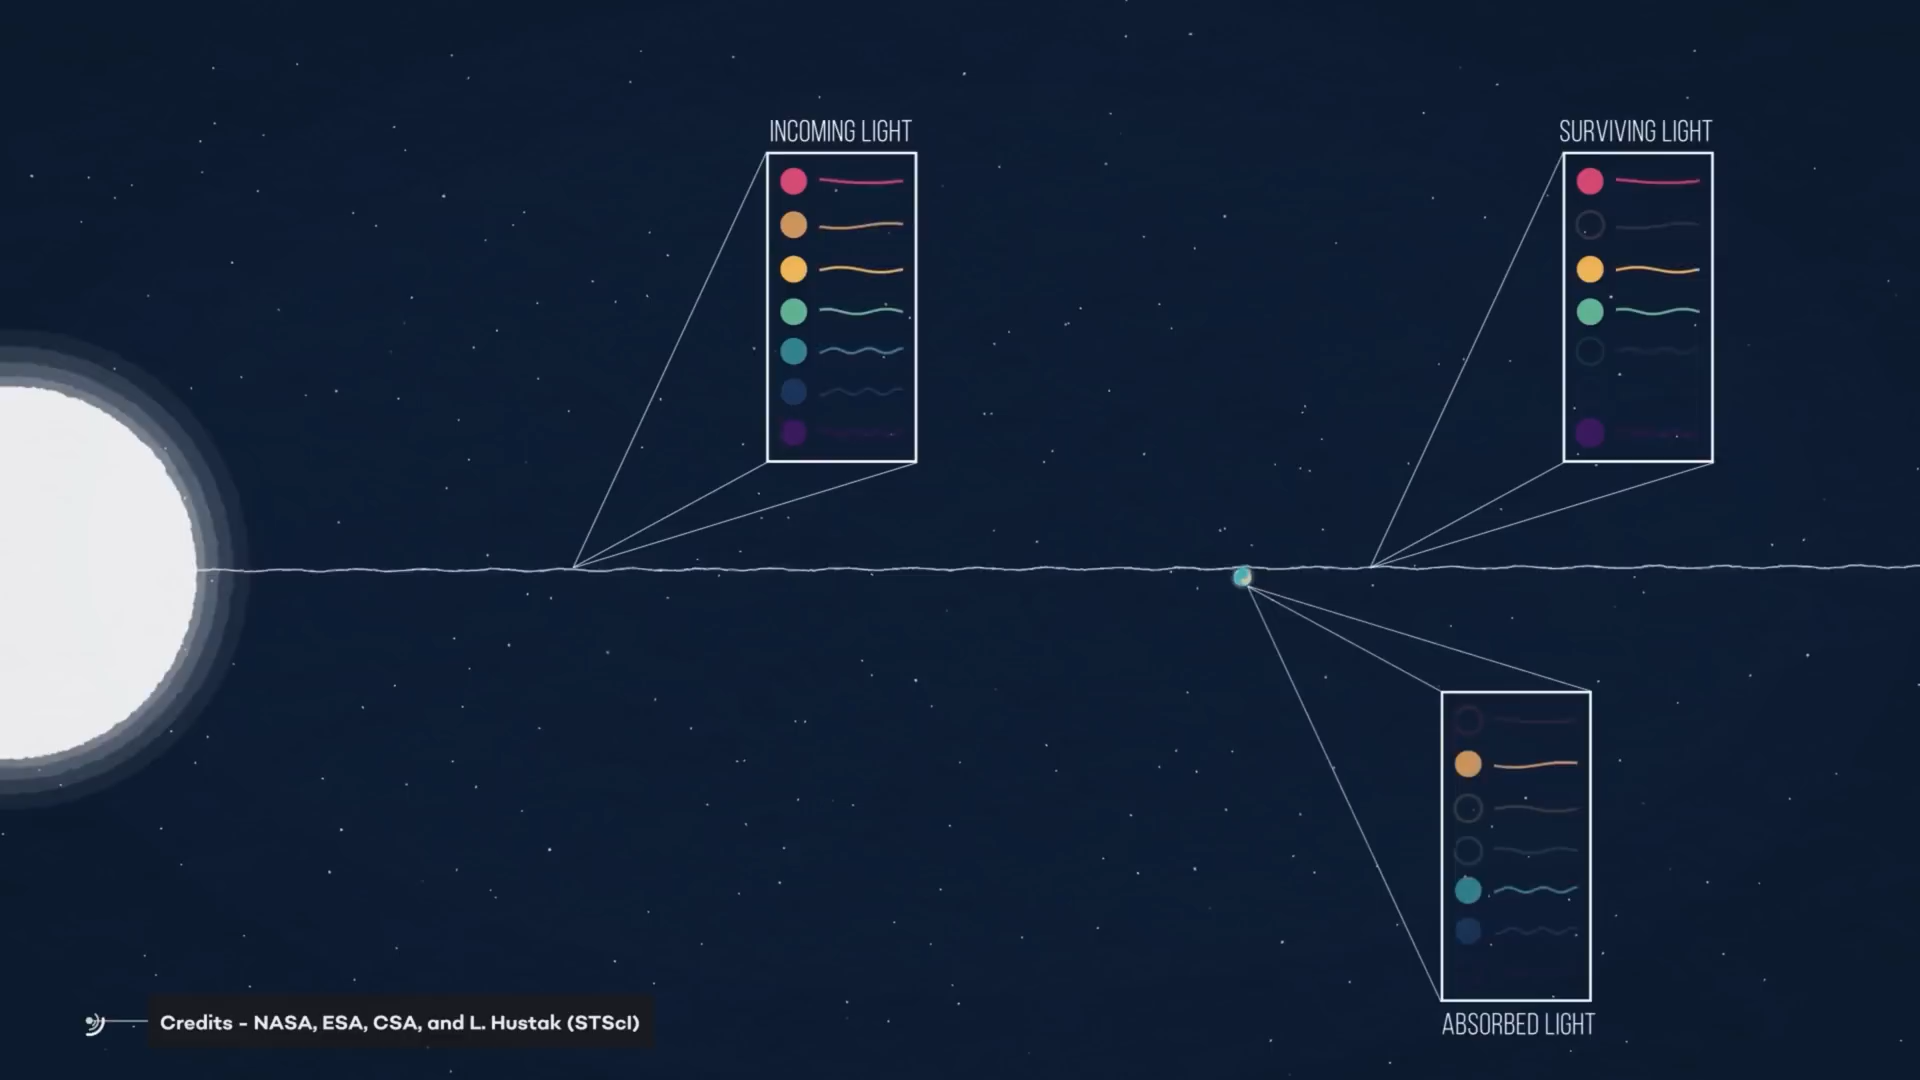 INCOMING LIGHT
SURVIVING LIGHT
ABSORBED LIGHT
Credits - NASA, ESA, CSA, and L. Hustak (STScI)